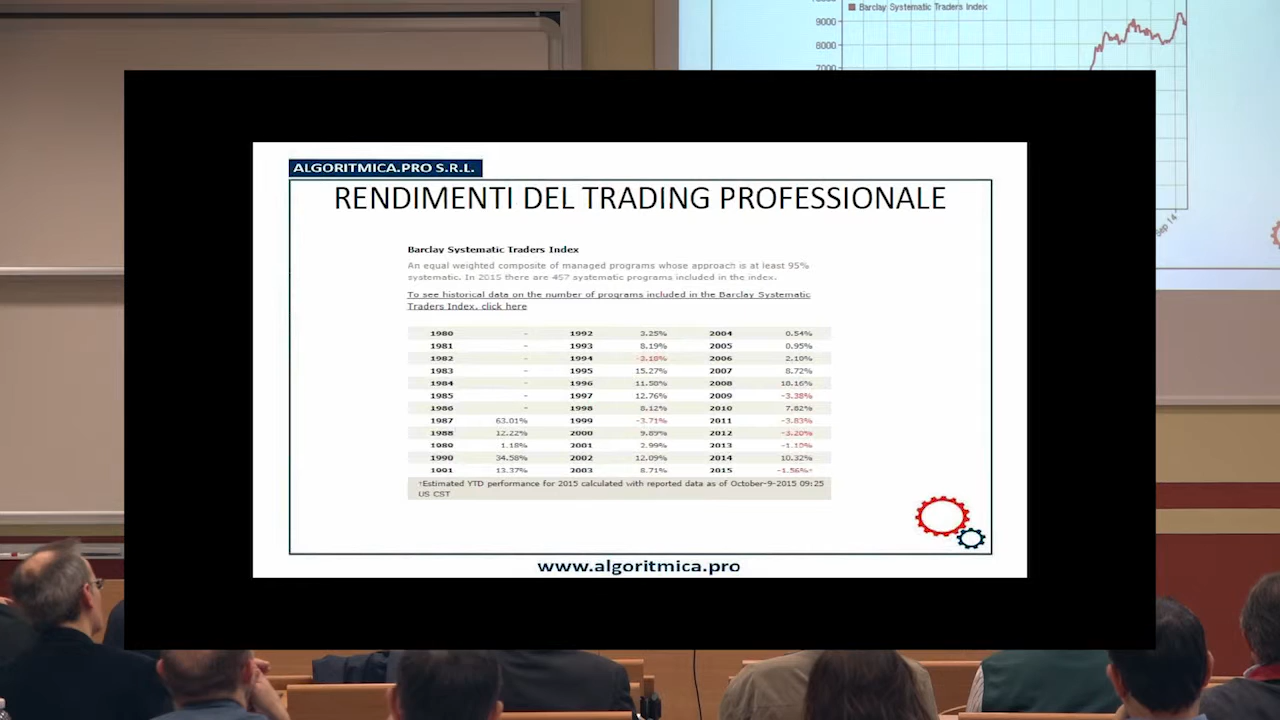 9000
Barclay Systematic Traders Index
8000
7000
Sep 14
ALGORITMICA.PRO S.R.L.
RENDIMENTI DEL TRADING PROFESSIONALE
Barclay Systematic Traders Index
An equal weighted composite of managed programs whose approach is at least 95%
systematic. In 2015 there are 457 systematic programs included in the index.
To see historical data on the number of programs included in the Barclay Systematic
Traders Index, click here
1980 - 1992 3.25% 2004 0.54%
1981 - 1993 8.19% 2005 0.95%
1982 - 1994 -3.18% 2006 2.10%
1983 - 1995 15.27% 2007 8.72%
1984 - 1996 11.58% 2008 18.16%
1985 - 1997 12.76% 2009 -3.38%
1986 - 1998 8.12% 2010 7.82%
1987 63.01% 1999 -3.71% 2011 -3.83%
1988 12.22% 2000 9.89% 2012 -3.20%
1989 1.18% 2001 2.99% 2013 -1.10%
1990 34.58% 2002 12.09% 2014 10.32%
1991 13.37% 2003 8.71% 2015 -1.56%*
*Estimated YTD performance for 2015 calculated with reported data as of October-9-2015 09:25
US CST
www.algoritmica.pro